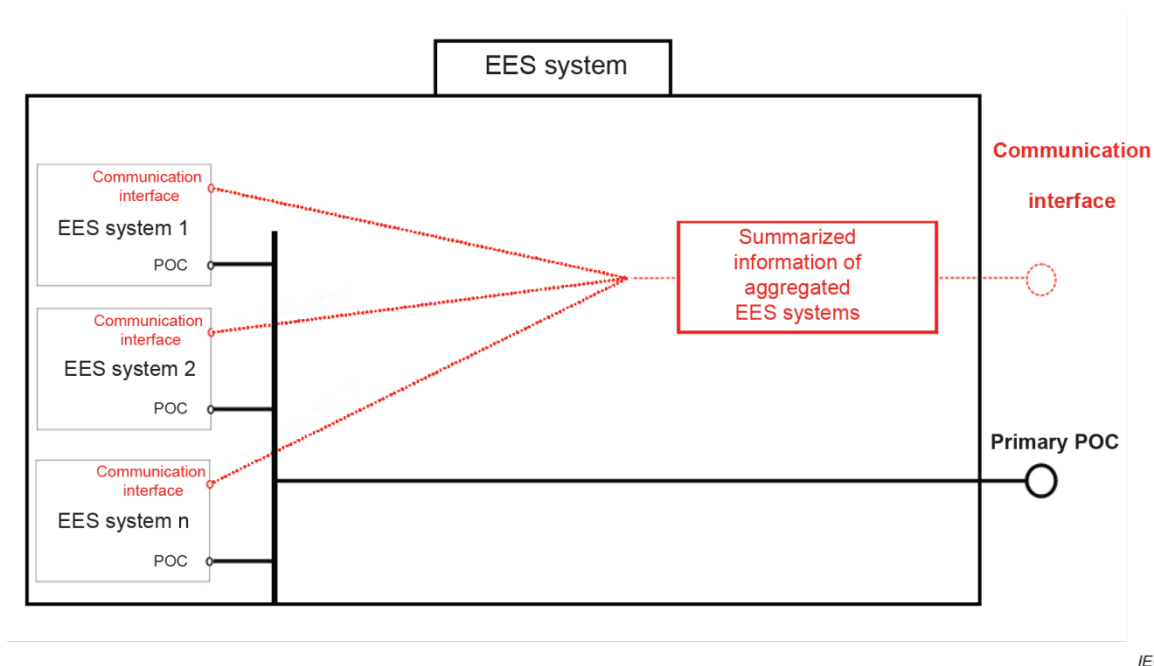 EES system
Communication
interface
EES system 1
POC
Communication
interface
EES system 2
POC
Communication
interface
EES system n
POC
Summarized
information of
aggregated
EES systems
Communication
interface
Primary POC